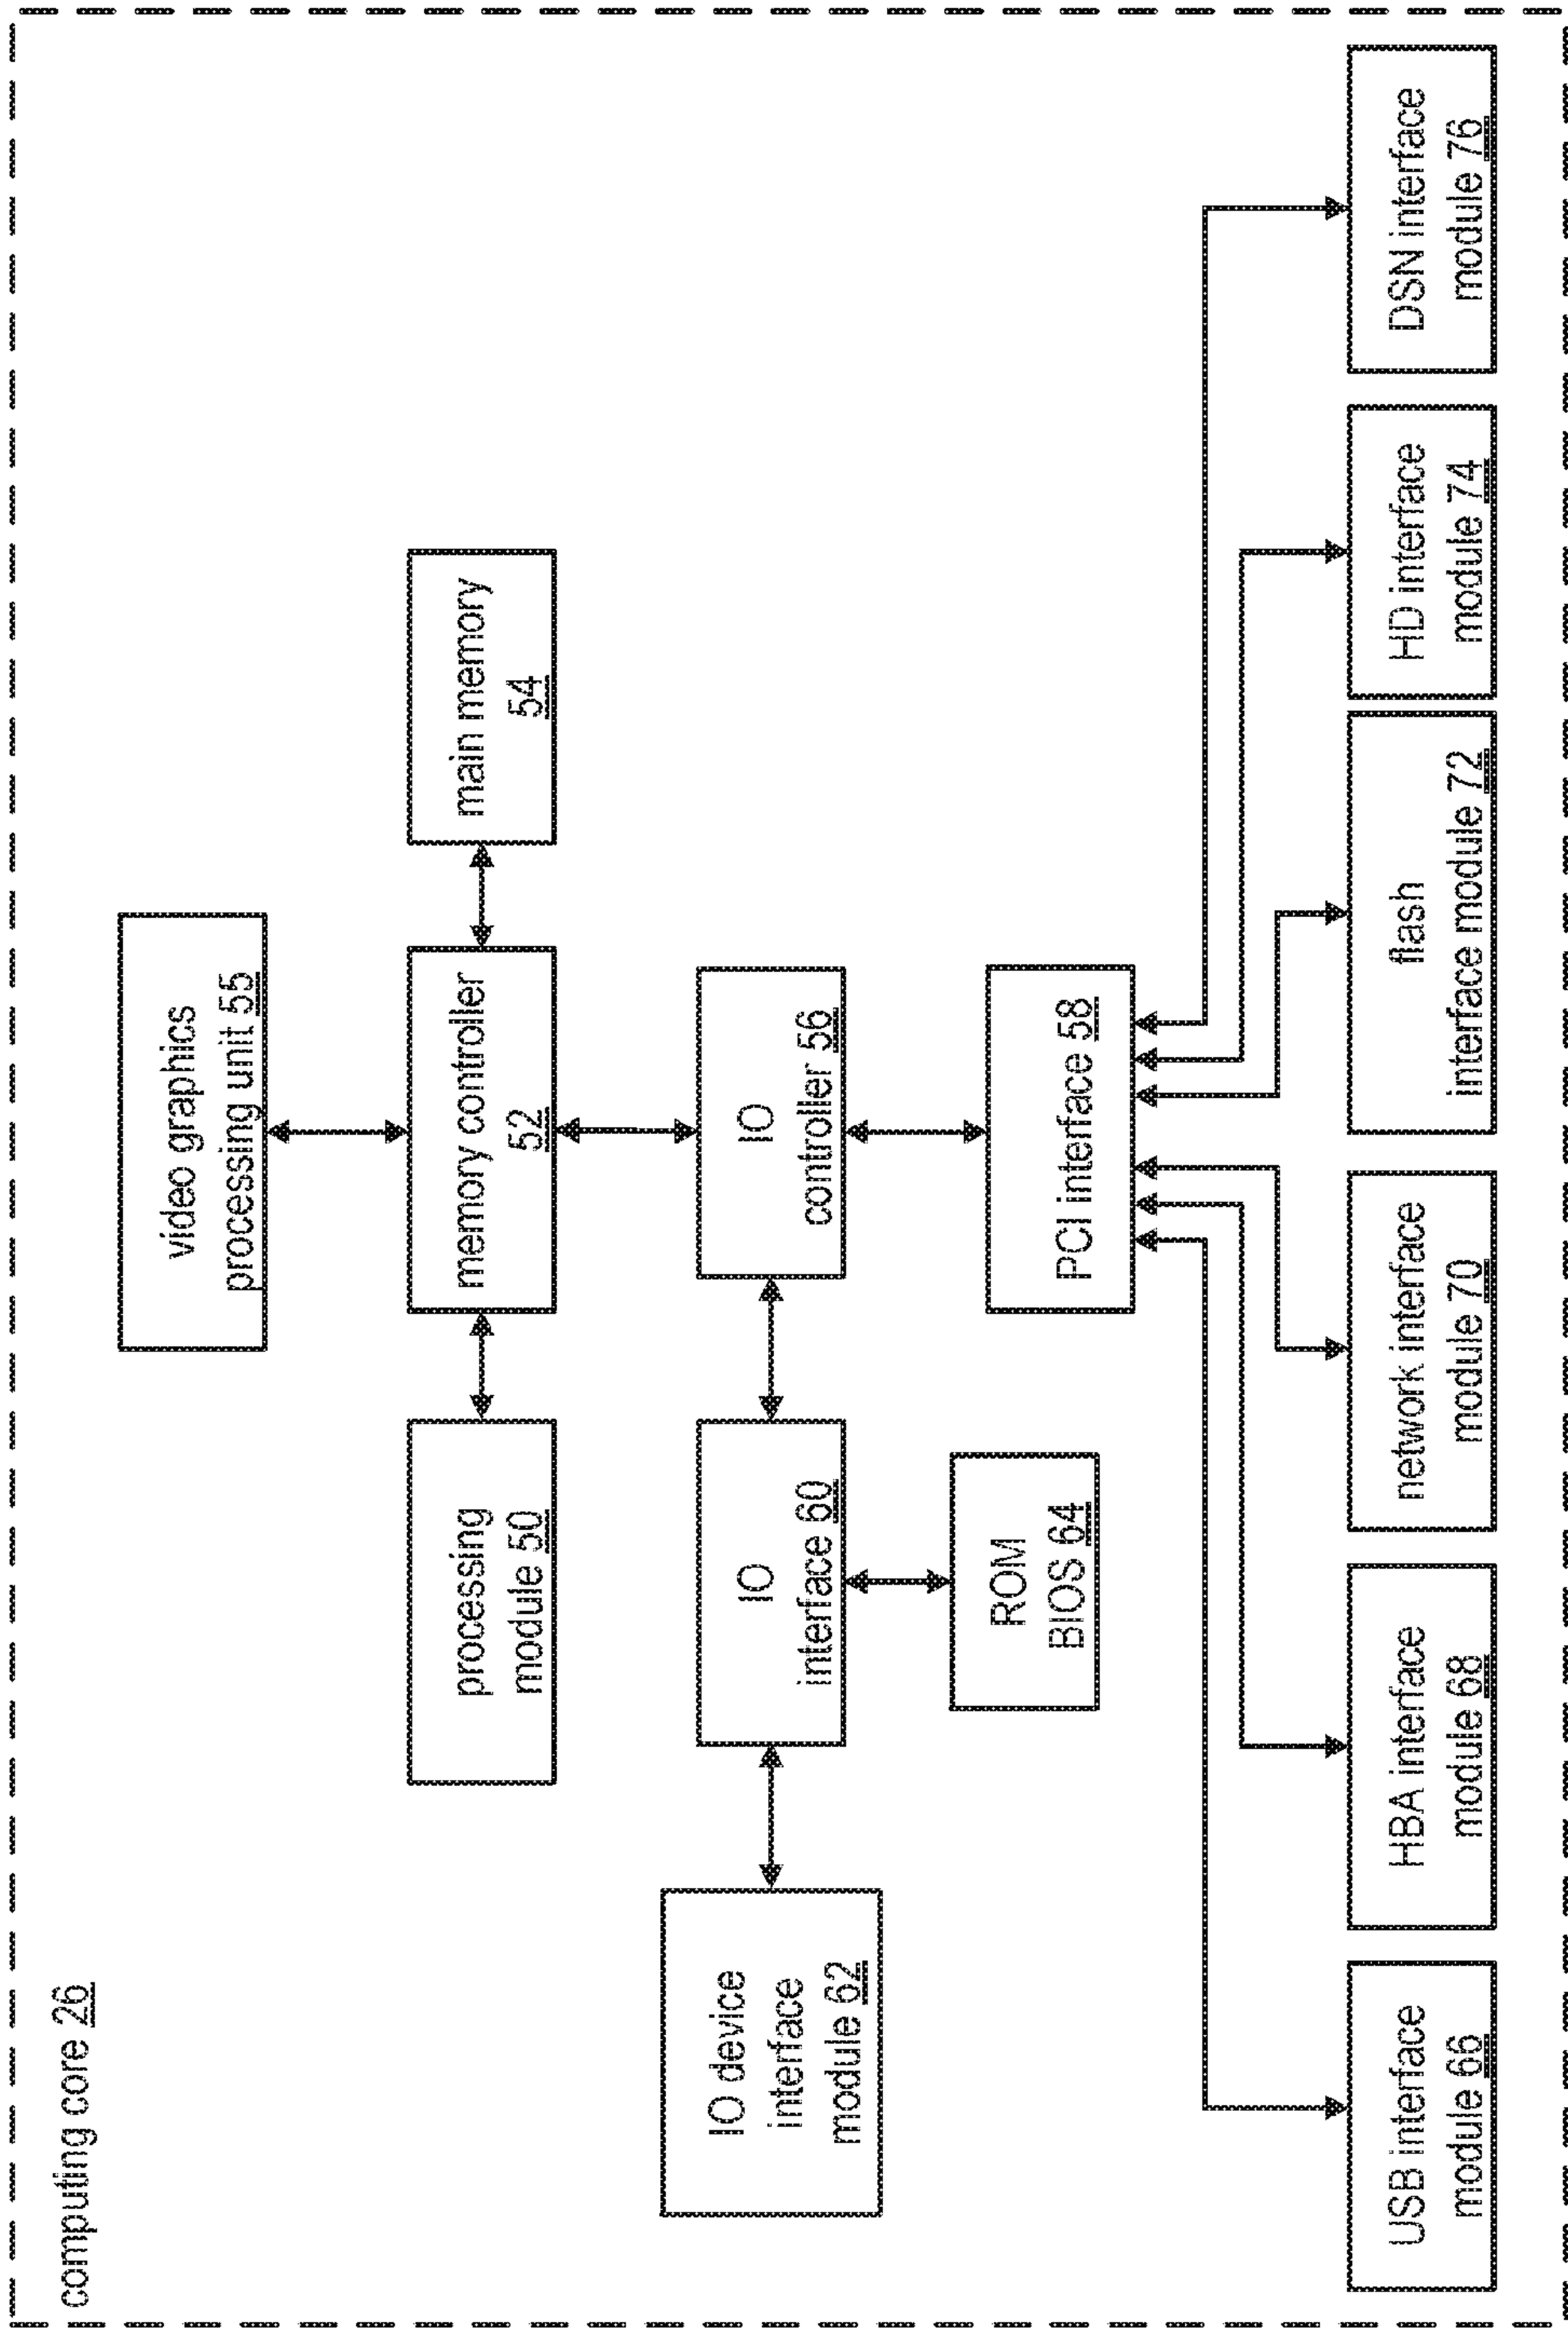 computing core 26
video graphics
processing unit 55
processing
module 50
memory controller
52
main memory
54
IO device
interface
module 62
IO
interface 60
IO
controller 56
ROM
BIOS 64
PCI interface 58
USB interface
module 66
HBA interface
module 68
network interface
module 70
flash
interface module 72
HD interface
module 74
DSN interface
module 76